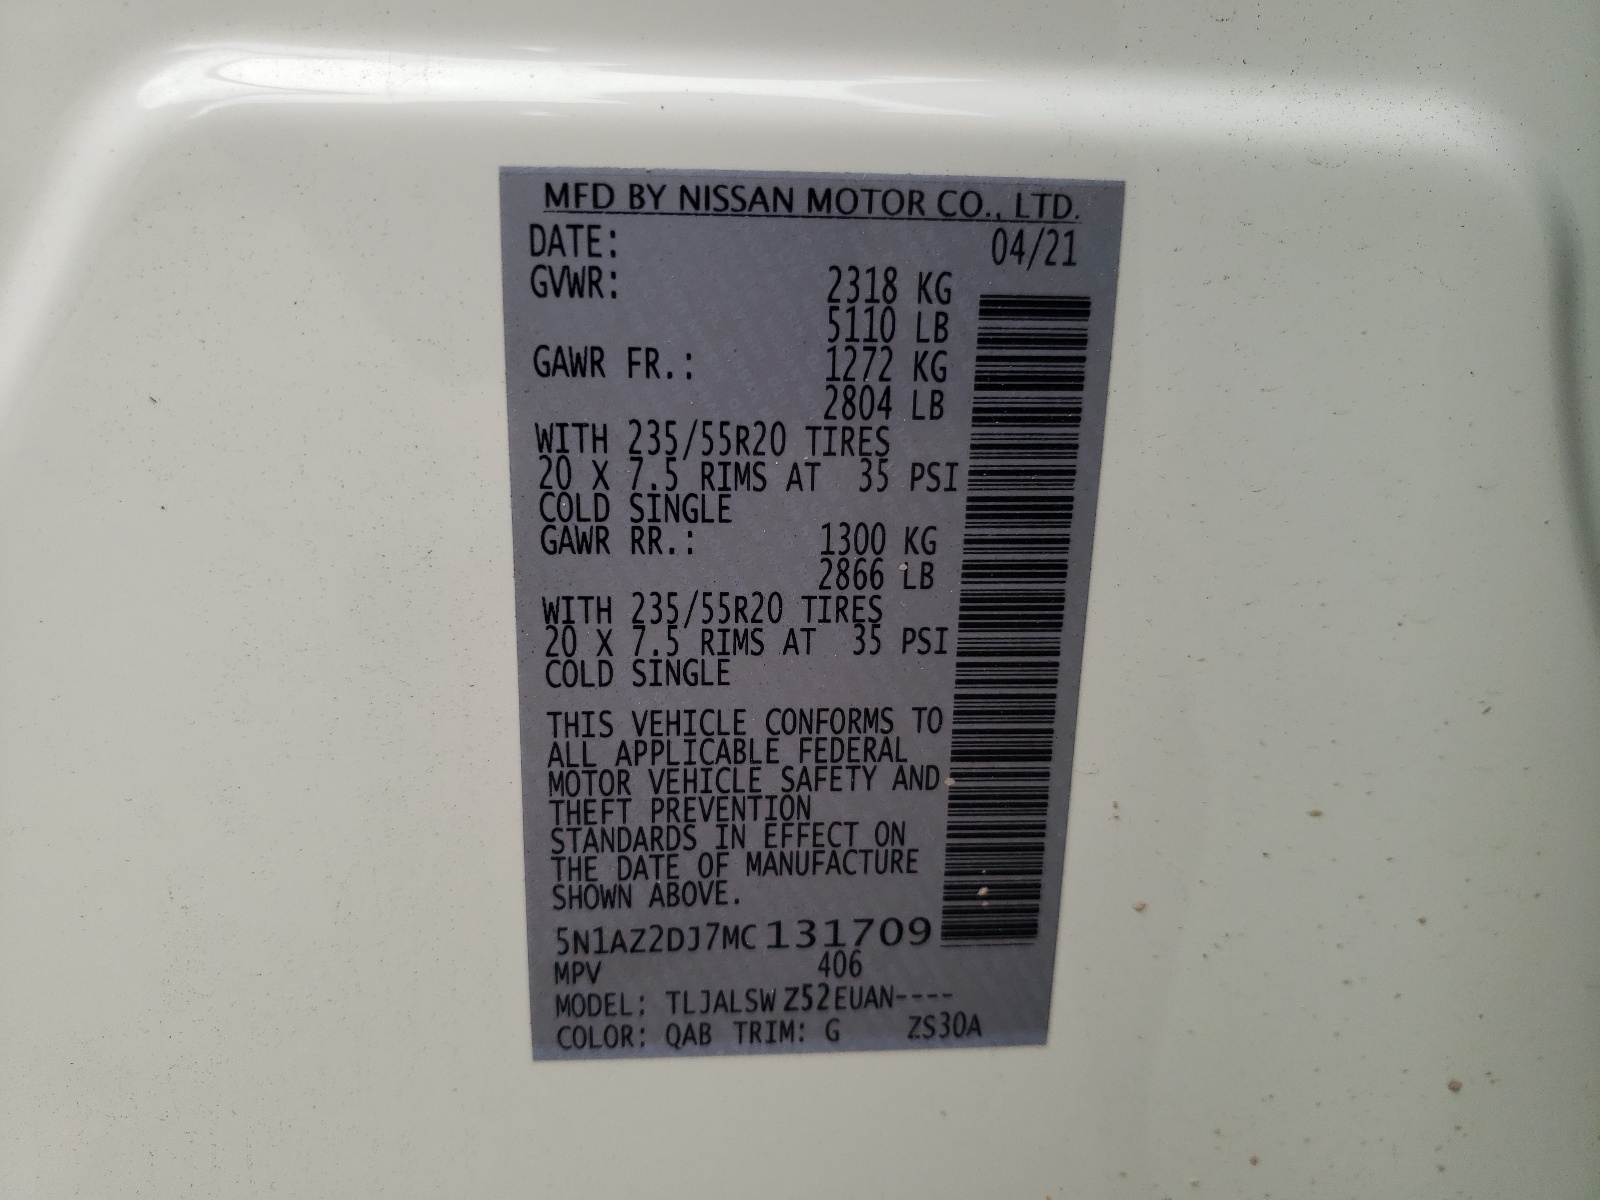 MFD BY NISSAN MOTOR CO., LTD.
DATE: 04/21
GVWR: 2318 KG
5110 LB
GAWR FR.: 1272 KG
2804 LB
WITH 235/55R20 TIRES
20 X 7.5 RIMS AT 35 PSI
COLD SINGLE
GAWR RR.: 1300 KG
2866 LB
WITH 235/55R20 TIRES
20 X 7.5 RIMS AT 35 PSI
COLD SINGLE
THIS VEHICLE CONFORMS TO
ALL APPLICABLE FEDERAL
MOTOR VEHICLE SAFETY AND
THEFT PREVENTION
STANDARDS IN EFFECT ON
THE DATE OF MANUFACTURE
SHOWN ABOVE.
5N1AZ2DJ7MC131709
MPV 406
MODEL: TLJALSWZ52EUAN----
COLOR: QAB TRIM: G ZS30A